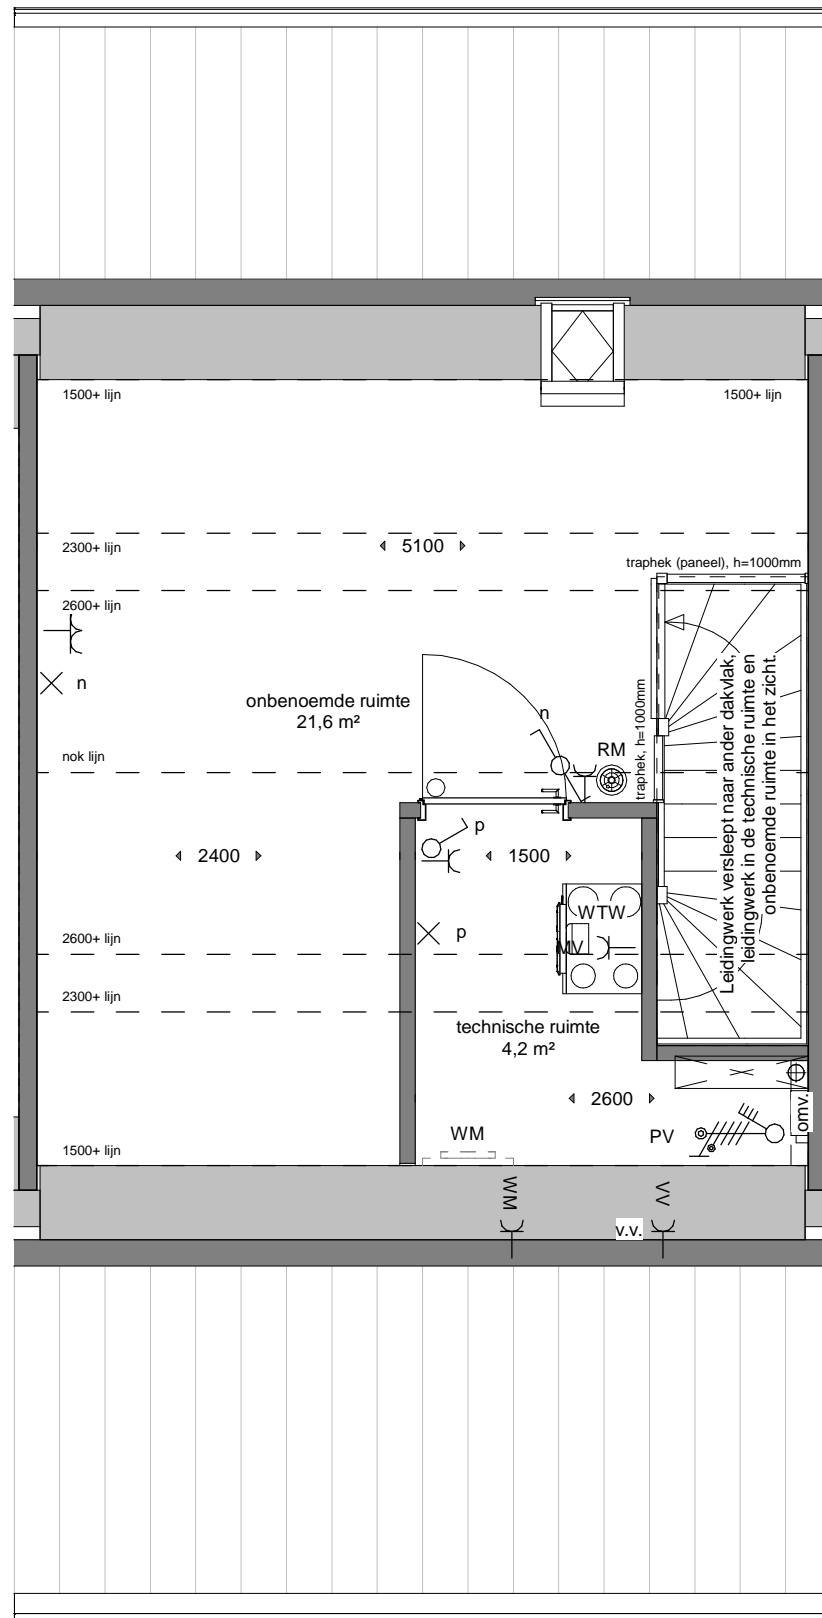 1500+ lijn
1500+ lijn
2300+ lijn
5100
traphek (paneel), h=1000mm
2600+ lijn
n
onbenoemde ruimte
21,6 m²
n
RM
traphek, h=1000mm
Leidingwerk versleept naar ander dakvlak,
leidingwerk in de technische ruimte en
onbenoemde ruimte in het zicht.
nok lijn
p
2400
1500
WTW
p
MV
2600+ lijn
2300+ lijn
technische ruimte
4,2 m²
2600
omv.
WM
PV
1500+ lijn
WM
VV
v.v.